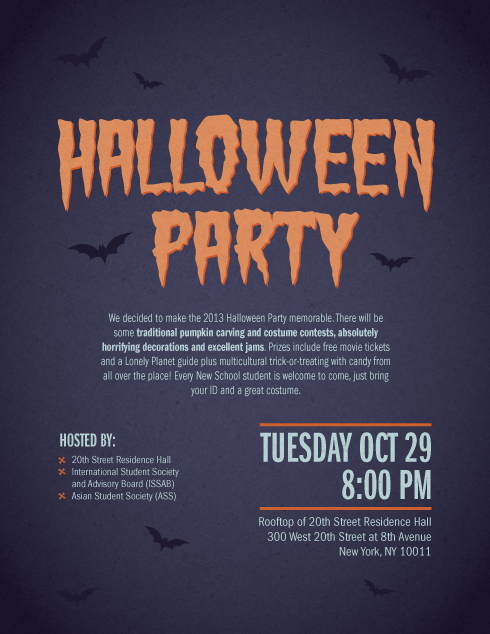 HALLOWEEN
PARTY
We decided to make the 2013 Halloween Party memorable. There will be
some traditional pumpkin carving and costume contests, absolutely
horrifying decorations and excellent jams. Prizes include free movie tickets
and a Lonely Planet guide plus multicultural trick-or-treating with candy from
all over the place! Every New School student is welcome to come, just bring
your ID and a great costume.
HOSTED BY:
20th Street Residence Hall
International Student Society
and Advisory Board (ISSAB)
Asian Student Society (ASS)
TUESDAY OCT 29
8:00 PM
Rooftop of 20th Street Residence Hall
300 West 20th Street at 8th Avenue
New York, NY 10011